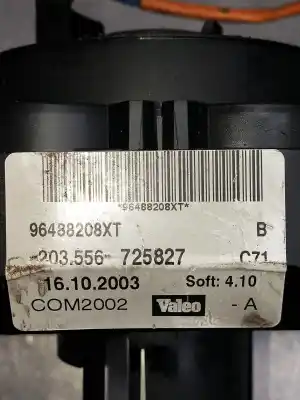 *96488208XT*
96488208XT B
-203.556- 725827 C71
16.10.2003 Soft: 4.10
COM2002 Valeo - A